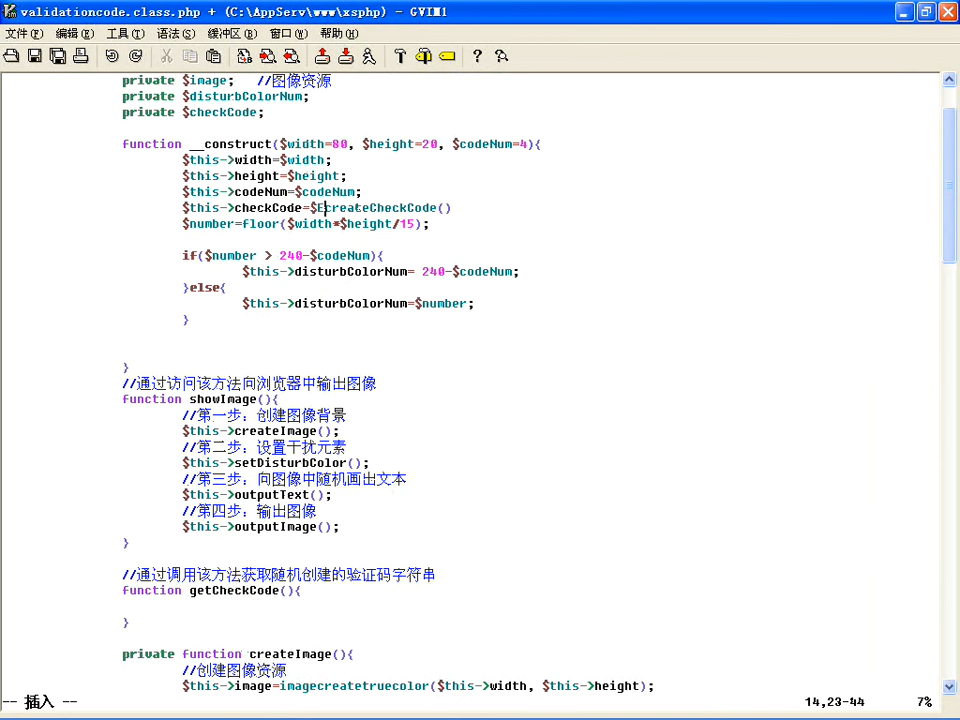 validationcode.class.php + (C:\AppServ\www\xsphp) - GVIM1
文件(F) 编辑(E) 工具(T) 语法(S) 缓冲区(B) 窗口(W) 帮助(H)
private $image;   //图像资源
private $disturbColorNum;
private $checkCode;
function __construct($width=80, $height=20, $codeNum=4){
$this->width=$width;
$this->height=$height;
$this->codeNum=$codeNum;
$this->checkCode=$EcreateCheckCode()
$number=floor($width*$height/15);
if($number > 240-$codeNum){
$this->disturbColorNum= 240-$codeNum;
}else{
$this->disturbColorNum=$number;
}
}
//通过访问该方法向浏览器中输出图像
function showImage(){
//第一步：创建图像背景
$this->createImage();
//第二步：设置干扰元素
$this->setDisturbColor();
//第三步：向图像中随机画出文本
$this->outputText();
//第四步：输出图像
$this->outputImage();
}
//通过调用该方法获取随机创建的验证码字符串
function getCheckCode(){
}
private function createImage(){
//创建图像资源
$this->image=imagecreatetruecolor($this->width, $this->height);
-- 插入 -- 14,23-44 7%